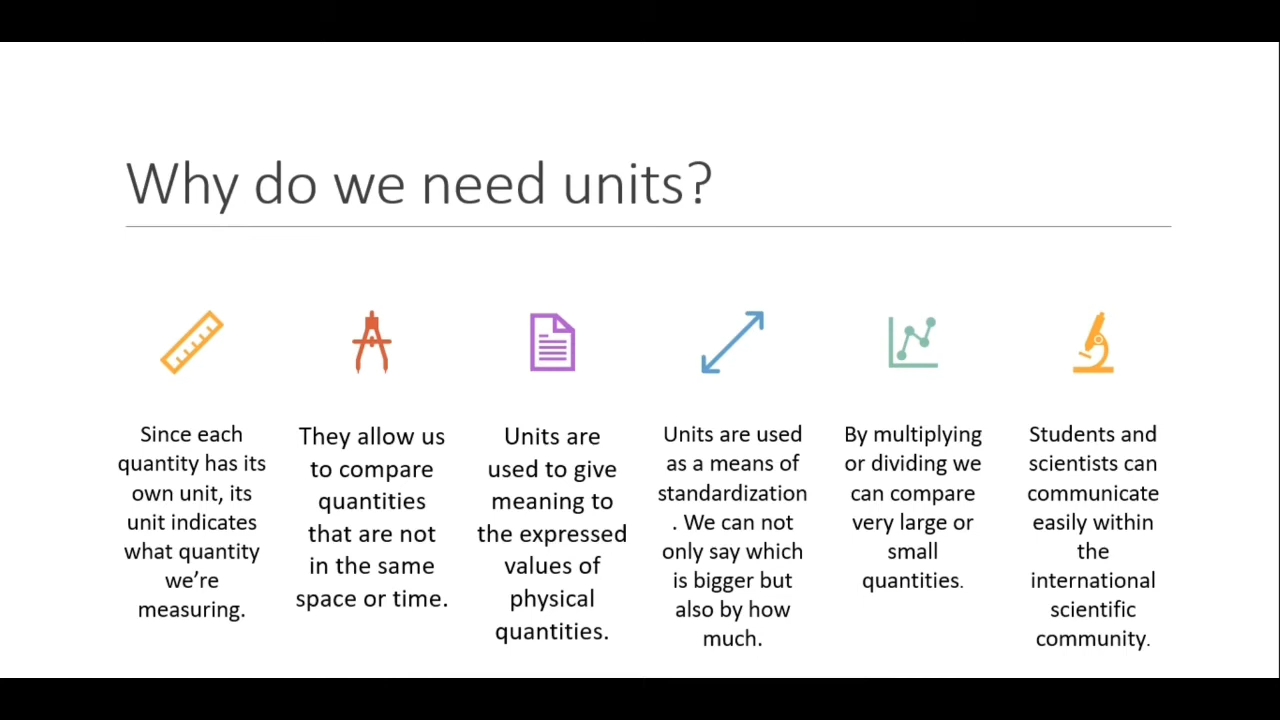 Why do we need units?
Since each
quantity has its
own unit, its
unit indicates
what quantity
we’re
measuring.
They allow us
to compare
quantities
that are not
in the same
space or time.
Units are
used to give
meaning to
the expressed
values of
physical
quantities.
Units are used
as a means of
standardization
. We can not
only say which
is bigger but
also by how
much.
By multiplying
or dividing we
can compare
very large or
small
quantities.
Students and
scientists can
communicate
easily within
the
international
scientific
community.